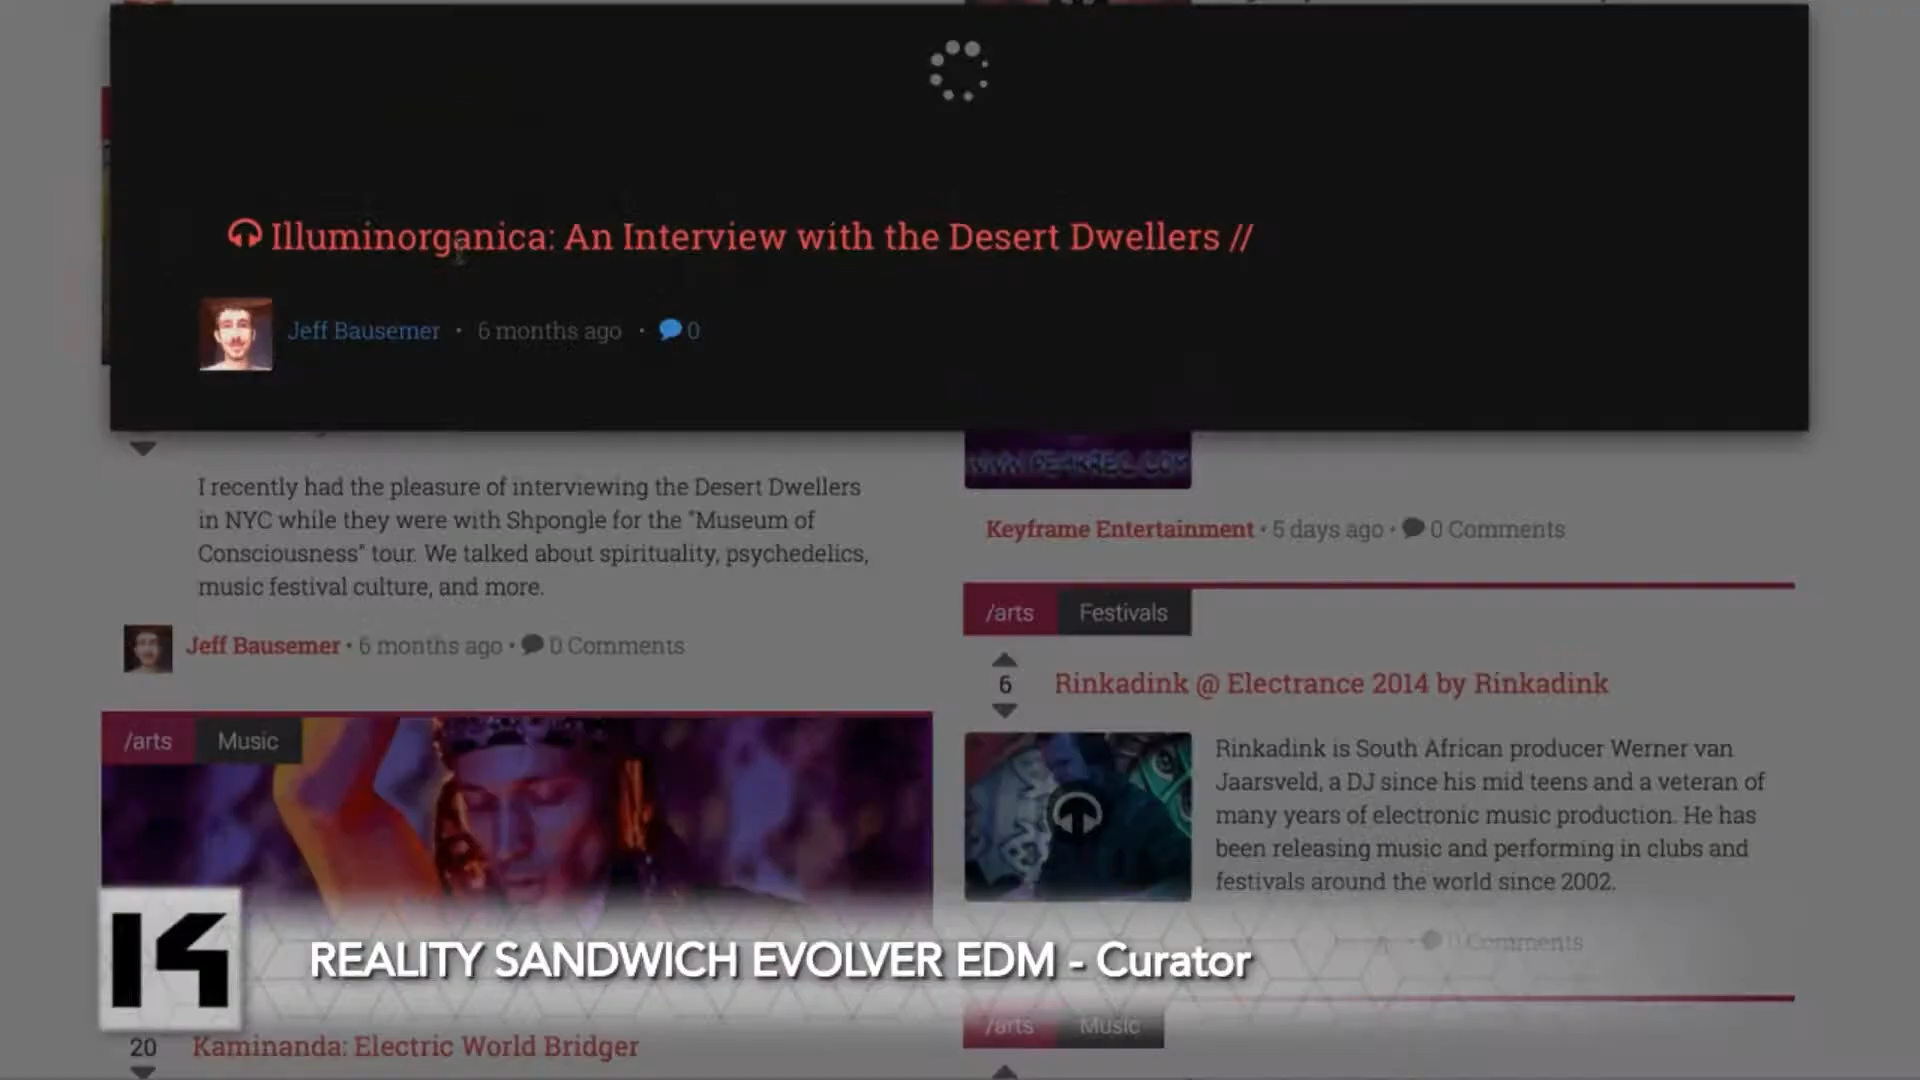 Illuminorganica: An Interview with the Desert Dwellers //
Jeff Bausemer · 6 months ago · 0
I recently had the pleasure of interviewing the Desert Dwellers
in NYC while they were with Shpongle for the "Museum of
Consciousness" tour. We talked about spirituality, psychedelics,
music festival culture, and more.
Jeff Bausemer · 6 months ago · 0 Comments
/arts Music
20
Kaminanda: Electric World Bridger
WWW.PEAKREC.COM
Keyframe Entertainment · 5 days ago · 0 Comments
/arts Festivals
6
Rinkadink @ Electrance 2014 by Rinkadink
Rinkadink is South African producer Werner van
Jaarsveld, a DJ since his mid teens and a veteran of
many years of electronic music production. He has
been releasing music and performing in clubs and
festivals around the world since 2002.
0 Comments
/arts Music
REALITY SANDWICH EVOLVER EDM - Curator